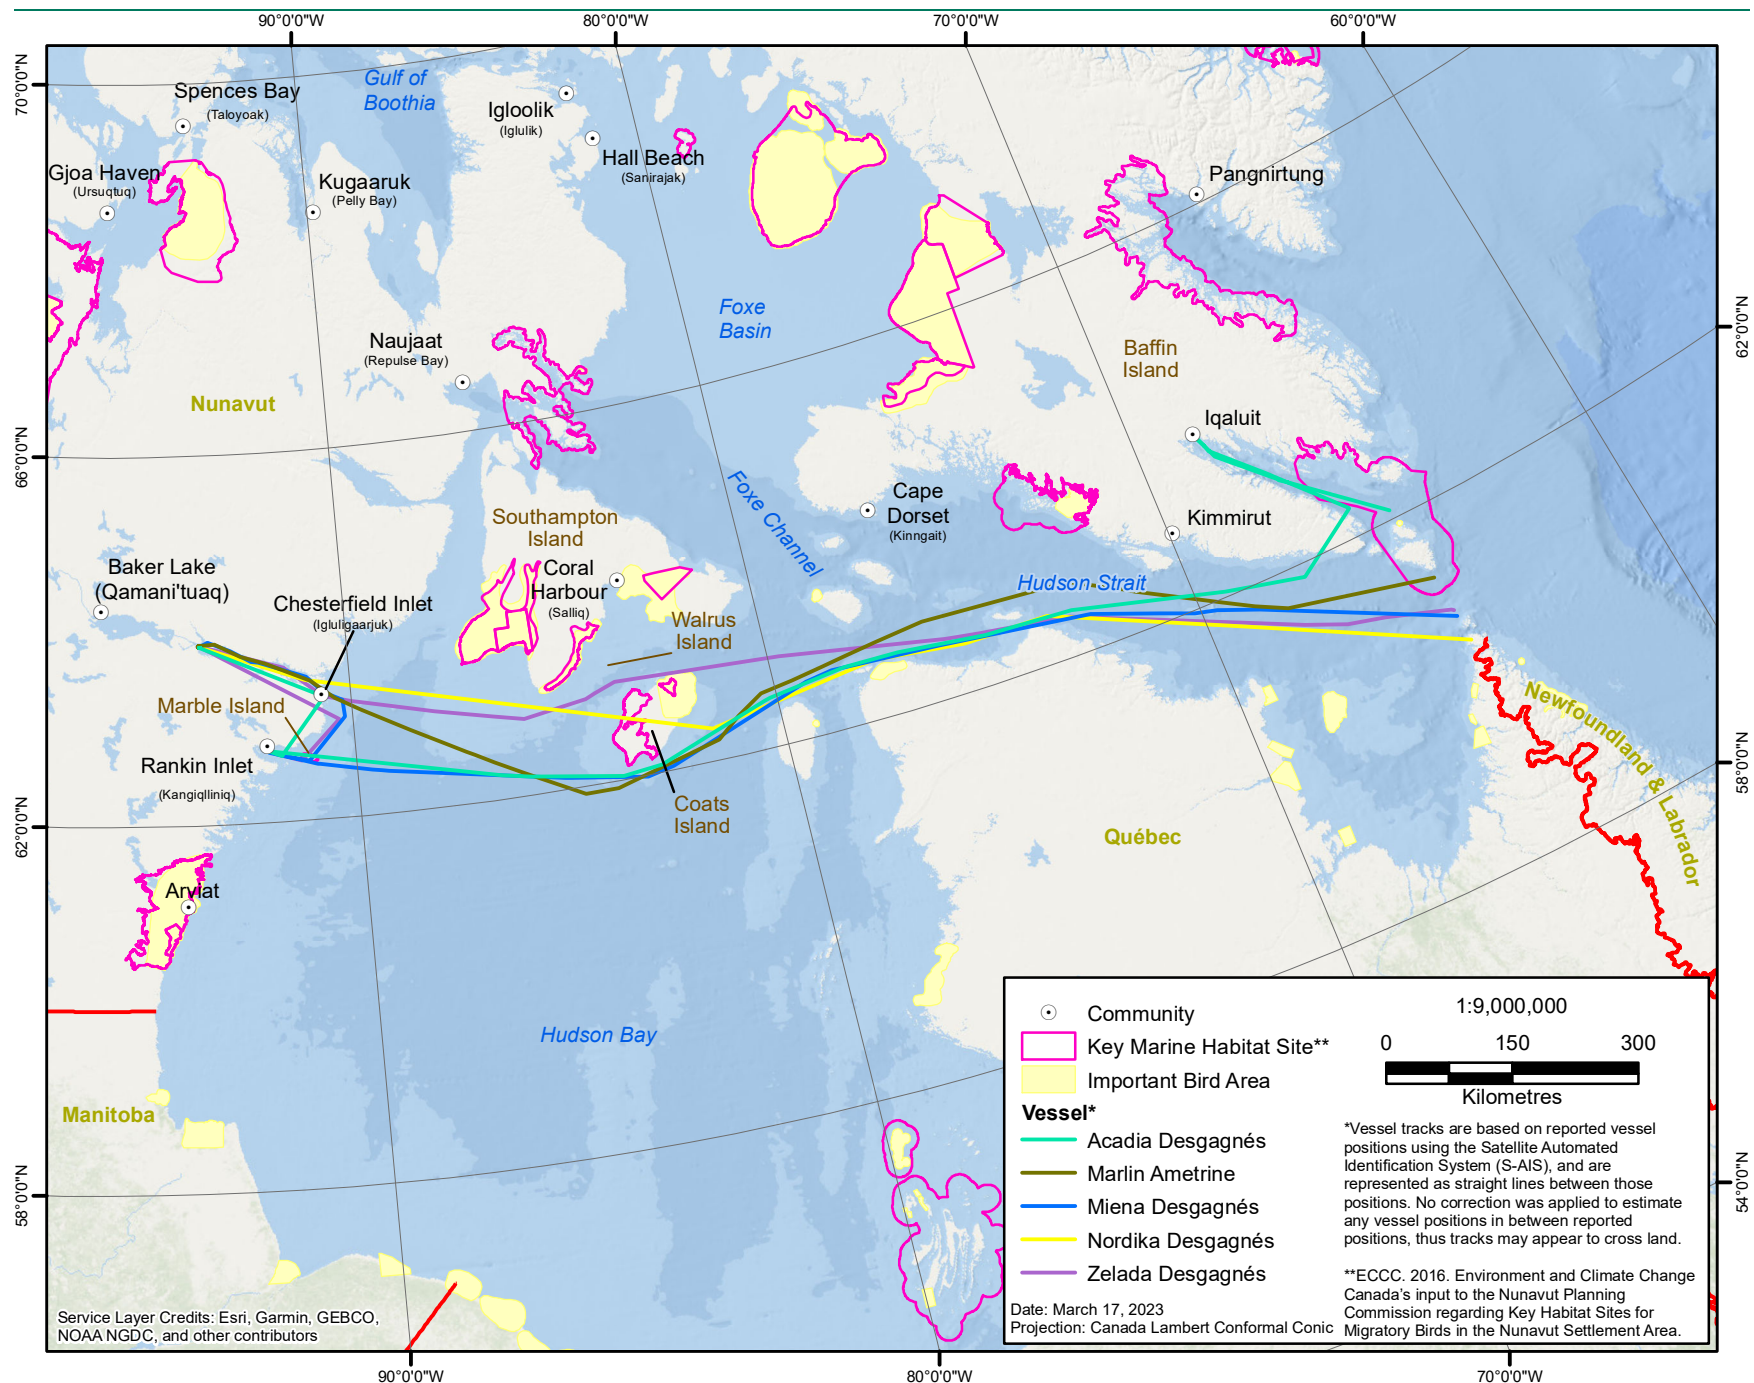 90°0'0"W
80°0'0"W
70°0'0"W
60°0'0"W
70°0'0"N
66°0'0"N
62°0'0"N
58°0'0"N
62°0'0"N
58°0'0"N
54°0'0"N
Gulf of
Boothia
Spences Bay
(Taloyoak)
Igloolik
(Iglulik)
Hall Beach
(Sanirajak)
Gjoa Haven
(Ursuqtuq)
Kugaaruk
(Pelly Bay)
Pangnirtung
Foxe
Basin
Naujaat
(Repulse Bay)
Baffin
Island
Nunavut
Iqaluit
Foxe Channel
Cape
Dorset
(Kinngait)
Kimmirut
Southampton
Island
Coral
Harbour
(Salliq)
Hudson Strait
Baker Lake
(Qamani'tuaq)
Chesterfield Inlet
(Igluligaarjuk)
Walrus
Island
Marble Island
Rankin Inlet
(Kangiqlliniq)
Coats
Island
Newfoundland & Labrador
Québec
Arviat
Hudson Bay
Manitoba
Community
Key Marine Habitat Site**
Important Bird Area
Vessel*
Acadia Desgagnés
Marlin Ametrine
Miena Desgagnés
Nordika Desgagnés
Zelada Desgagnés
Date: March 17, 2023
Projection: Canada Lambert Conformal Conic
1:9,000,000
0 150 300
Kilometres
*Vessel tracks are based on reported vessel
positions using the Satellite Automated
Identification System (S-AIS), and are
represented as straight lines between those
positions. No correction was applied to estimate
any vessel positions in between reported
positions, thus tracks may appear to cross land.
**ECCC. 2016. Environment and Climate Change
Canada's input to the Nunavut Planning
Commission regarding Key Habitat Sites for
Migratory Birds in the Nunavut Settlement Area.
Service Layer Credits: Esri, Garmin, GEBCO,
NOAA NGDC, and other contributors
90°0'0"W
80°0'0"W
70°0'0"W